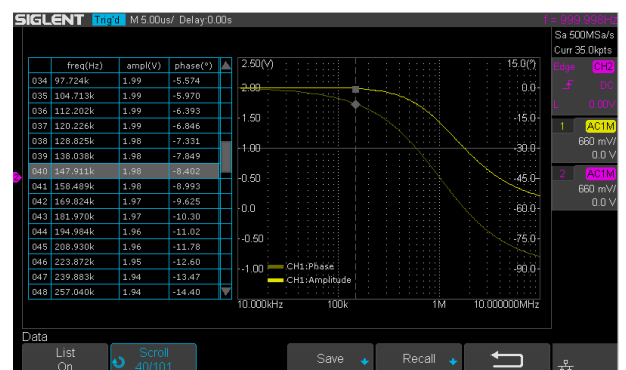 SIGLENT Trig'd M 5.00us/ Delay:0.00s f = 999.998Hz
Sa 500MSa/s
Curr 35.0kpts
Edge CH2
DC
L 0.00V
1 AC1M
660 mV/
0.0 V
2 AC1M
660 mV/
0.0 V
freq(Hz) ampl(V) phase(°)
034 97.724k 1.99 -5.574
035 104.713k 1.99 -5.970
036 112.202k 1.99 -6.393
037 120.226k 1.99 -6.846
038 128.825k 1.98 -7.331
039 138.038k 1.98 -7.849
040 147.911k 1.98 -8.402
041 158.489k 1.98 -8.993
042 169.824k 1.97 -9.625
043 181.970k 1.97 -10.30
044 194.984k 1.96 -11.02
045 208.930k 1.96 -11.78
046 223.872k 1.95 -12.60
047 239.883k 1.94 -13.47
048 257.040k 1.94 -14.40
2.50(V) 15.0(°)
2.00 0.0
1.50 -15.0
1.00 -30.0
0.50 -45.0
0.0 -60.0
-0.50 -75.0
-1.00 -90.0
CH1:Phase
CH1:Amplitude
10.000kHz 100k 1M 10.000000MHz
Data
List
On
Scroll
40/101
Save
Recall